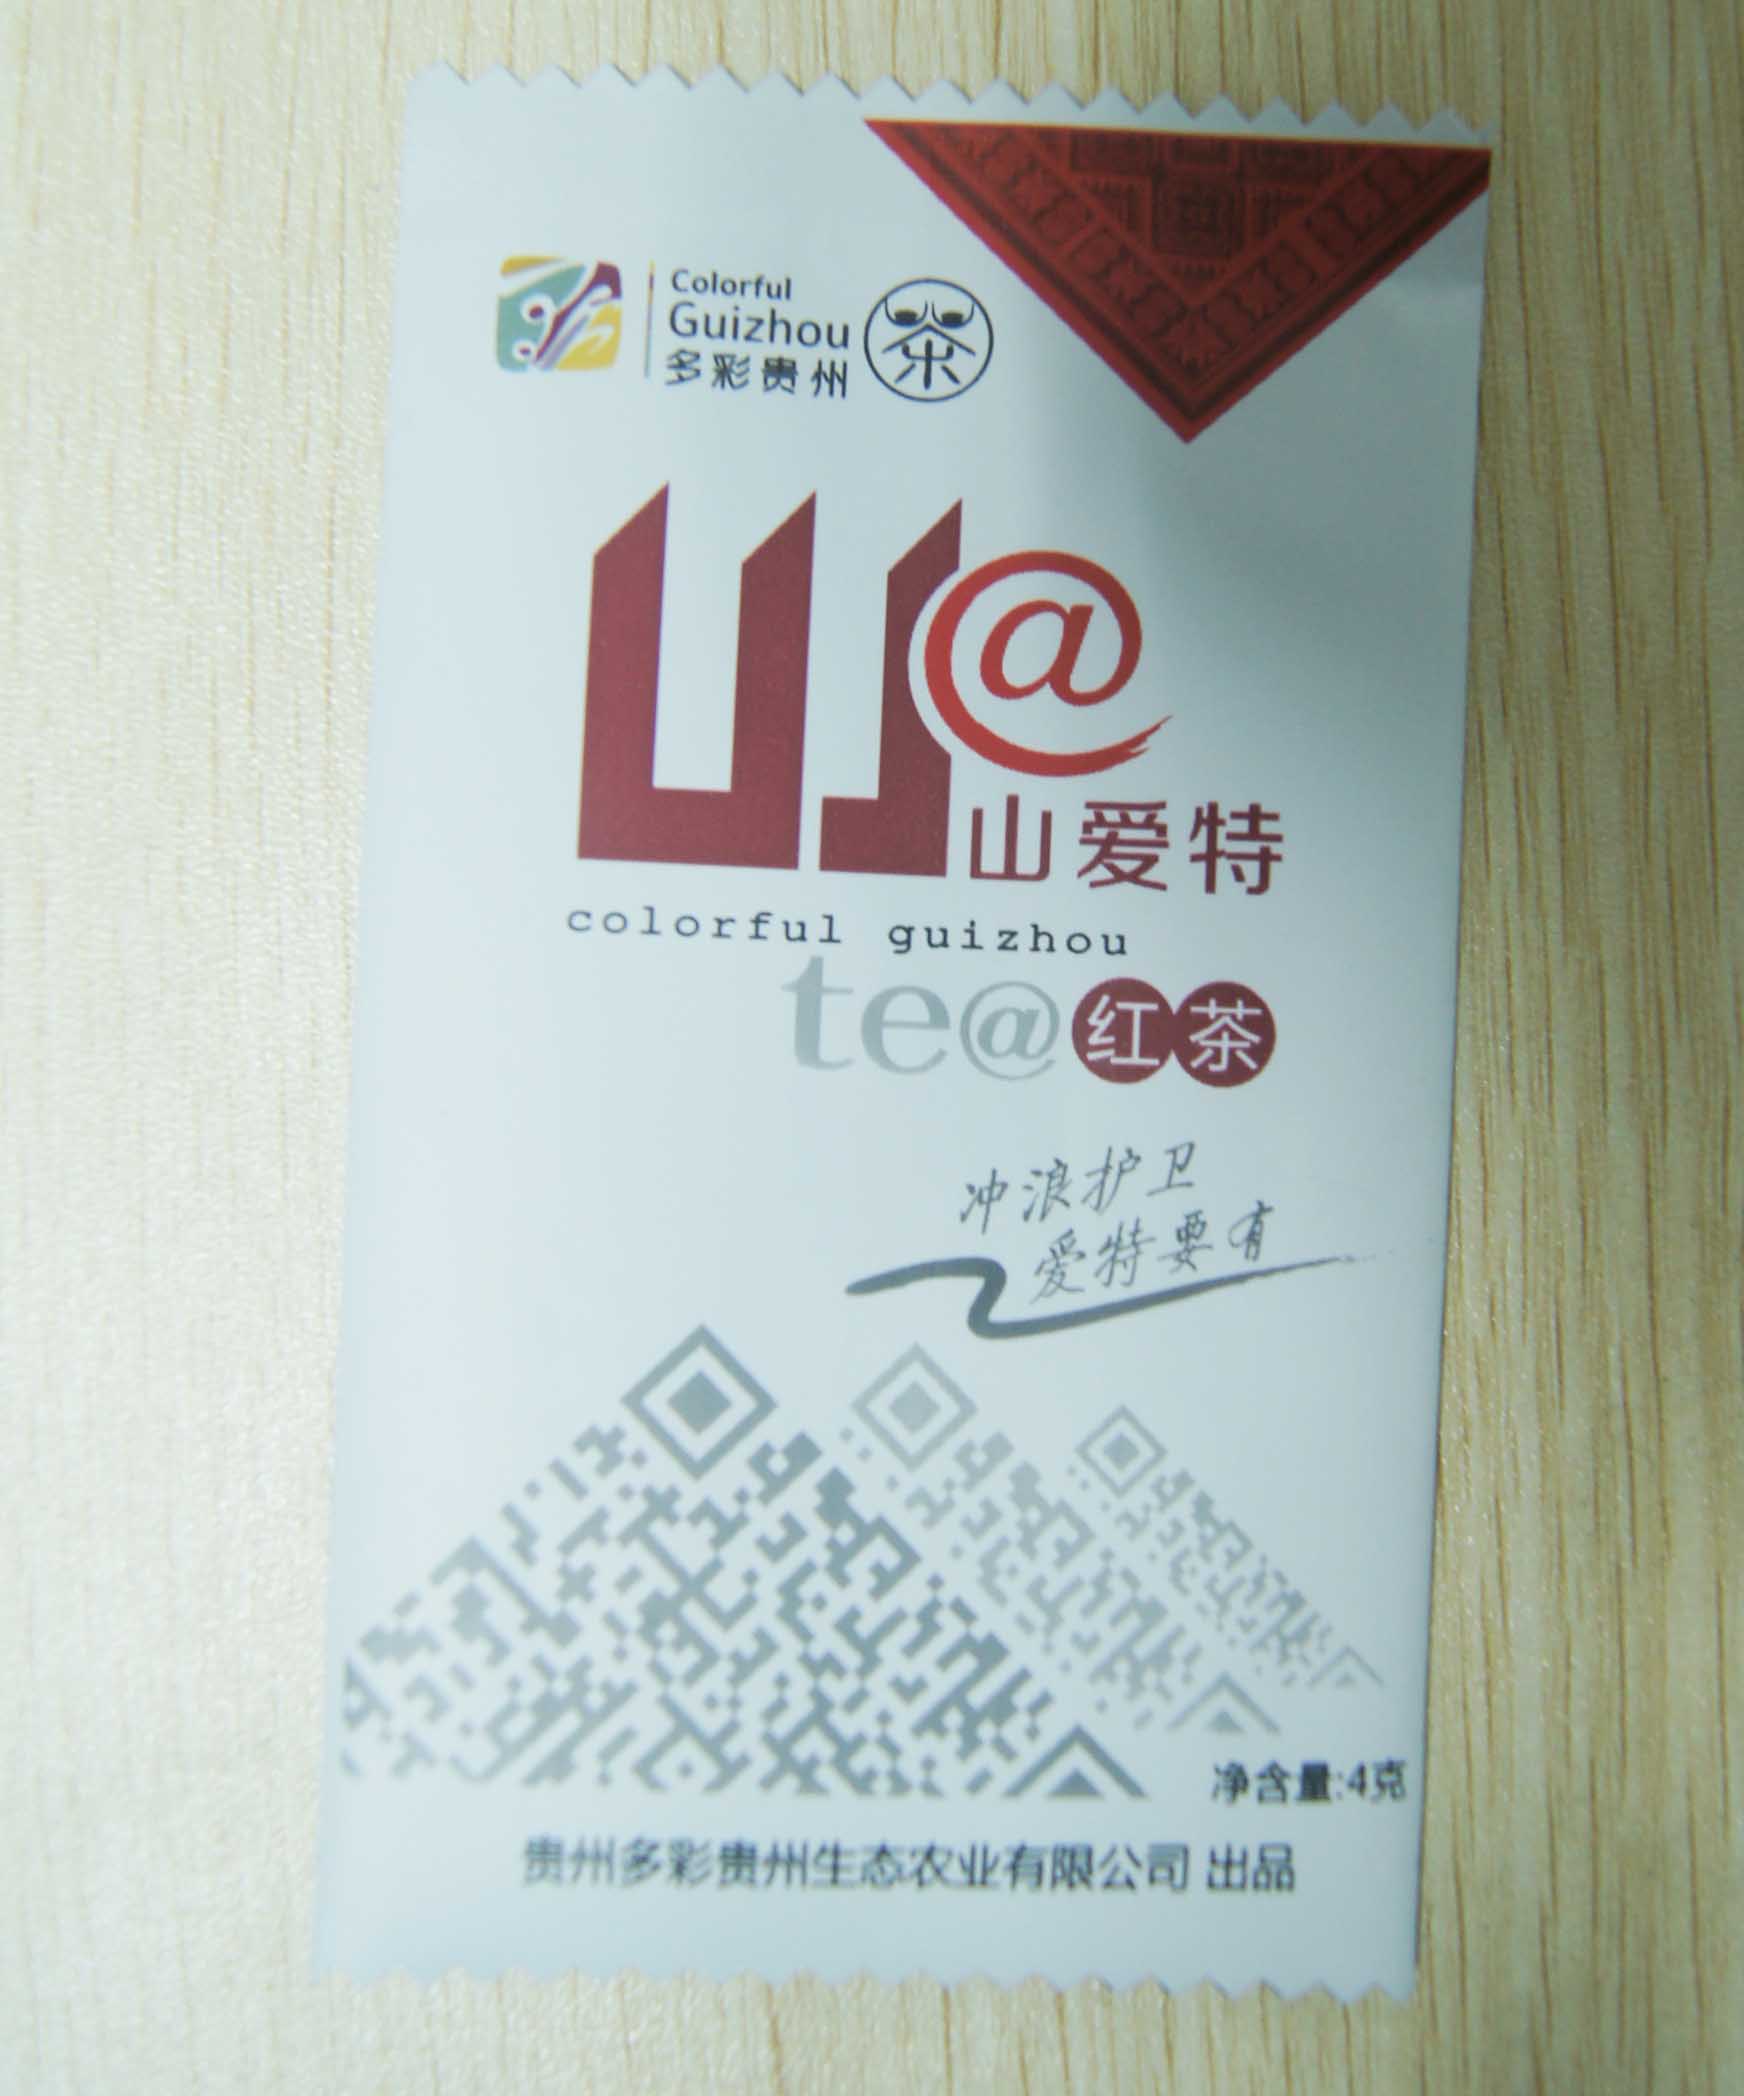 Colorful
Guizhou
多彩贵州
茶
山@
山爱特
colorful guizhou
te@红茶
冲浪护卫
爱特要有
净含量:4克
贵州多彩贵州生态农业有限公司 出品